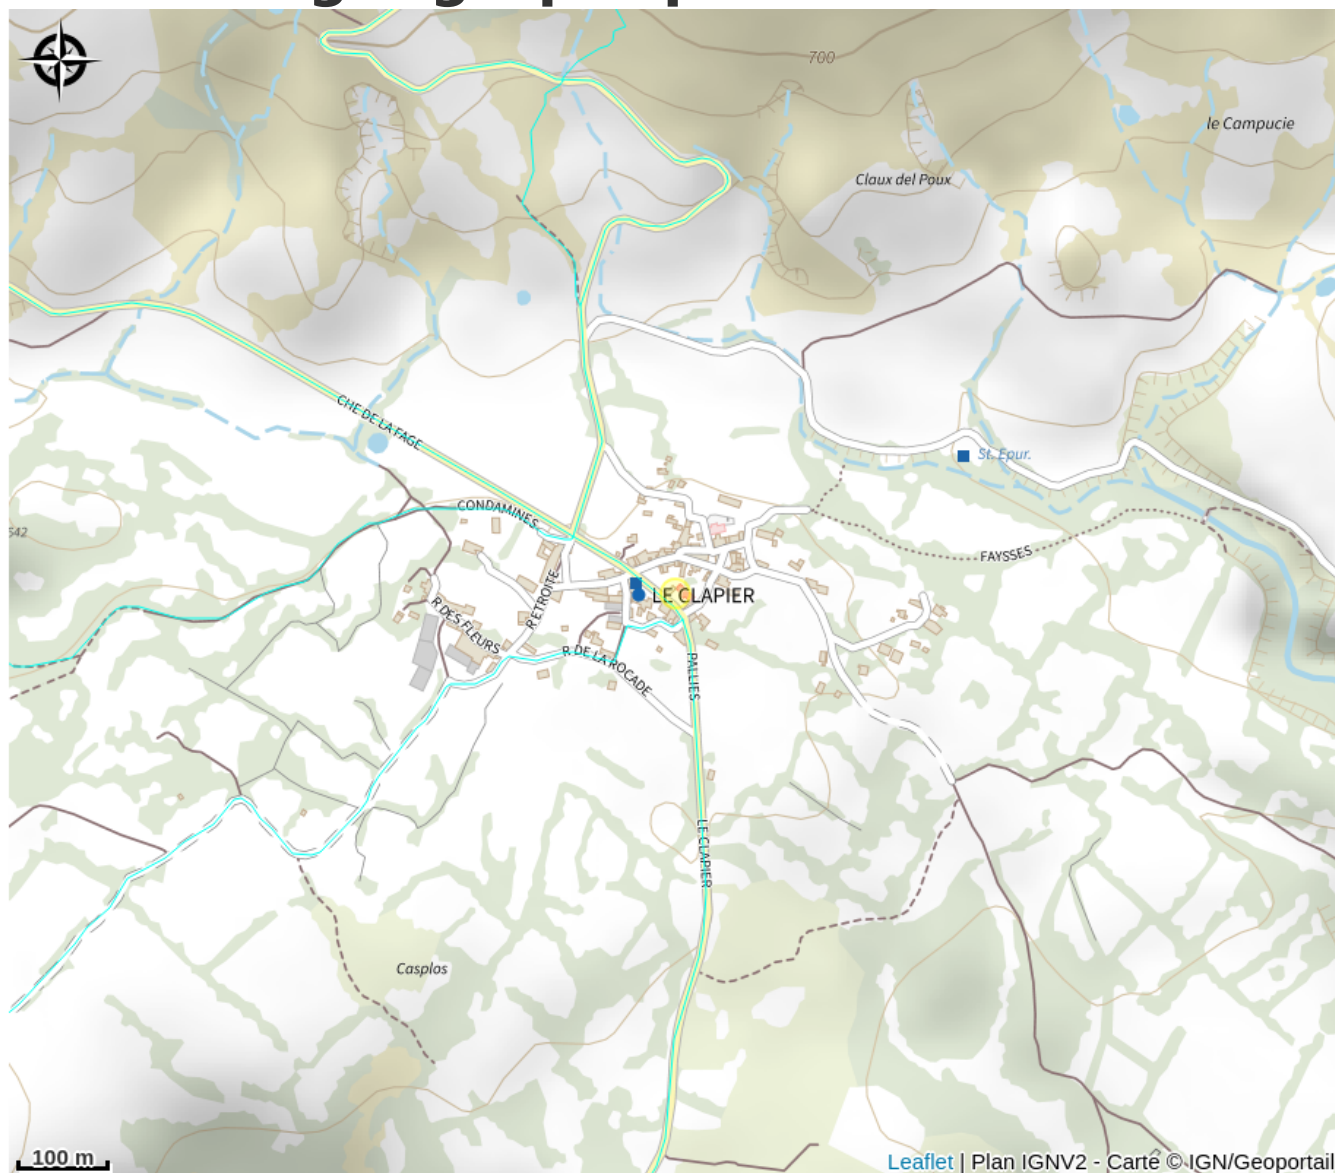 700
le Campucie
Claux del Poux
CHE DE LA FAGE
St. Epur.
CONDAMINES
642
FAYSSES
R ETROITE
LE CLAPIER
R DES FLEURS
R DE LA ROCADE
PALLIES
LE CLAPIER
Casplos
100 m
Leaflet | Plan IGNV2 - Carte © IGN/Geoportail